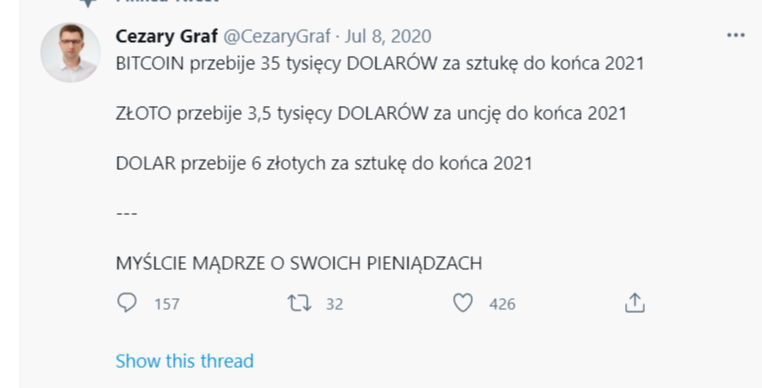 Pinned Tweet
Cezary Graf @CezaryGraf · Jul 8, 2020
BITCOIN przebije 35 tysięcy DOLARÓW za sztukę do końca 2021
ZŁOTO przebije 3,5 tysięcy DOLARÓW za uncję do końca 2021
DOLAR przebije 6 złotych za sztukę do końca 2021
---
MYŚLCIE MĄDRZE O SWOICH PIENIĄDZACH
157 32 426
Show this thread